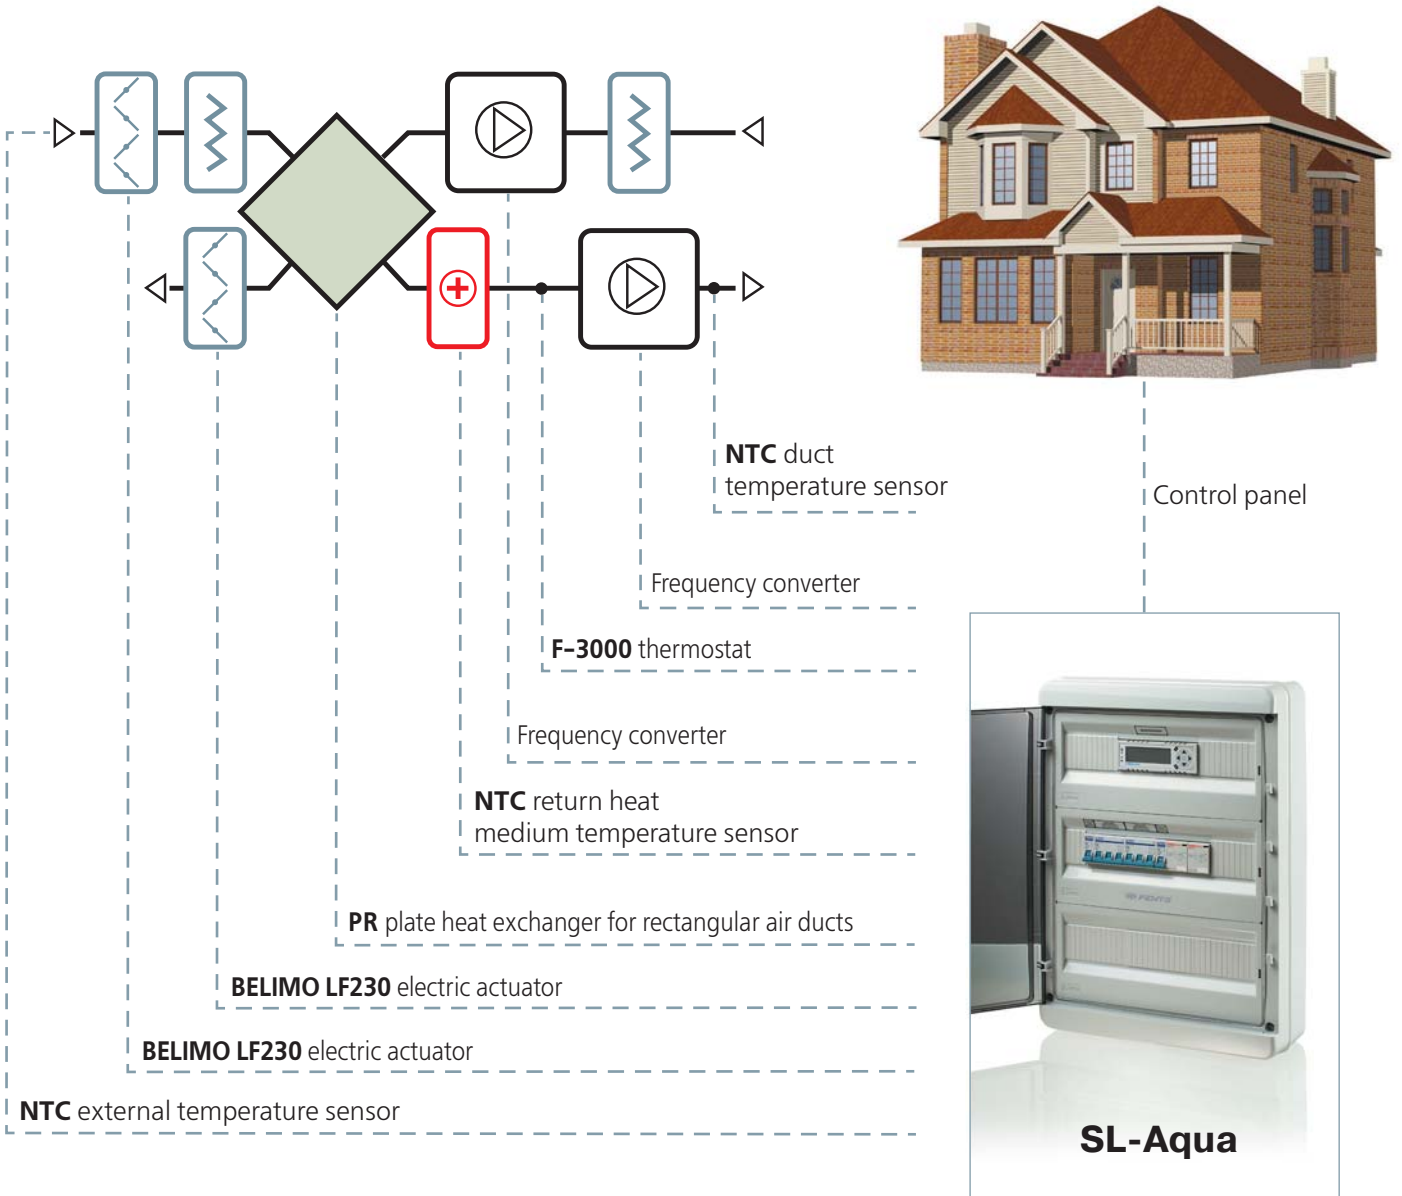 NTC duct
temperature sensor
Control panel
Frequency converter
F-3000 thermostat
Frequency converter
NTC return heat
medium temperature sensor
PR plate heat exchanger for rectangular air ducts
BELIMO LF230 electric actuator
BELIMO LF230 electric actuator
NTC external temperature sensor
SL-Aqua